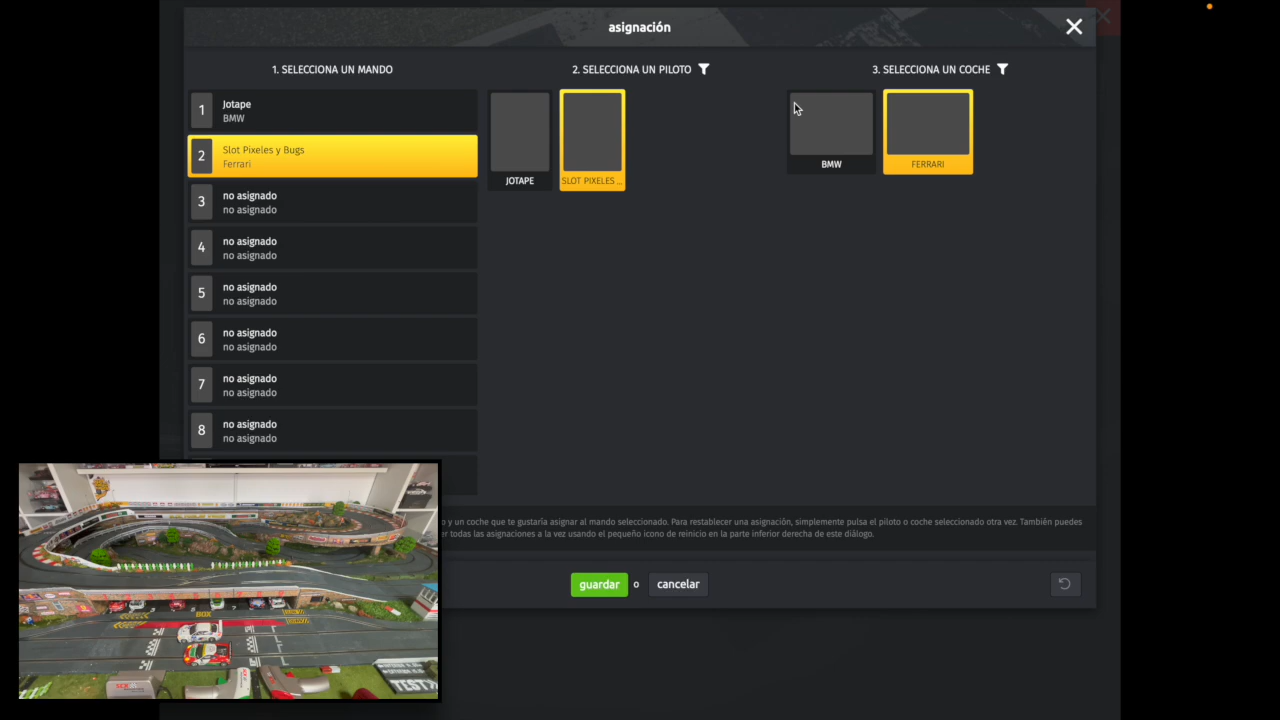 asignación
1. SELECCIONA UN MANDO
2. SELECCIONA UN PILOTO
3. SELECCIONA UN COCHE
1
Jotape
BMW
2
Slot Pixeles y Bugs
Ferrari
3
no asignado
no asignado
4
no asignado
no asignado
5
no asignado
no asignado
6
no asignado
no asignado
7
no asignado
no asignado
8
no asignado
no asignado
JOTAPE
SLOT PIXELES ...
BMW
FERRARI
o y un coche que te gustaría asignar al mando seleccionado. Para restablecer una asignación, simplemente pulsa el piloto o coche seleccionado otra vez. También puedes
er todas las asignaciones a la vez usando el pequeño icono de reinicio en la parte inferior derecha de este diálogo.
guardar o cancelar
BOX
TEST